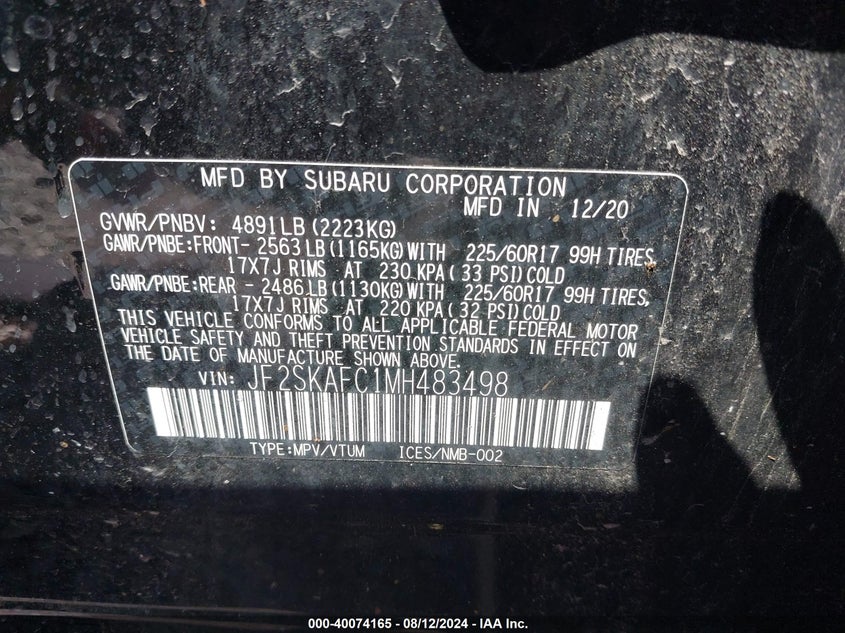 MFD BY SUBARU CORPORATION
MFD IN 12/20
GVWR/PNBV: 4891LB (2223KG)
GAWR/PNBE:FRONT- 2563LB (1165KG) WITH 225/60R17 99H TIRES,
17X7J RIMS AT 230 KPA ( 33 PSI) COLD
GAWR/PNBE:REAR - 2486LB (1130KG) WITH 225/60R17 99H TIRES,
17X7J RIMS AT 220 KPA ( 32 PSI) COLD
THIS VEHICLE CONFORMS TO ALL APPLICABLE FEDERAL MOTOR
VEHICLE SAFETY AND THEFT PREVENTION STANDARDS IN EFFECT ON
THE DATE OF MANUFACTURE SHOWN ABOVE.
VIN: JF2SKAFC1MH483498
TYPE:MPV/VTUM ICES/NMB-002
000-40074165 - 08/12/2024 - IAA Inc.